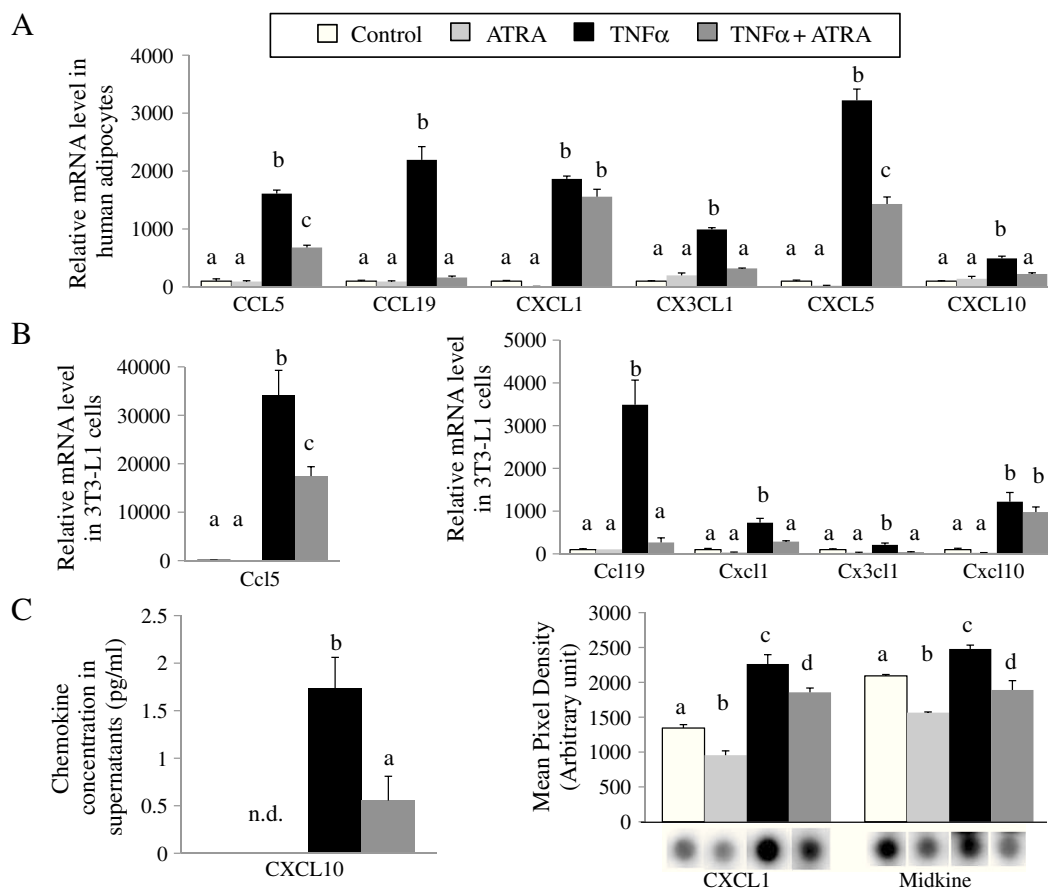 A
Control ATRA TNFα TNFα+ATRA
Relative mRNA level in
human adipocytes
4000
3000
2000
1000
0
b
c
a a
b
a a a
b b
a a
b
a a a
b
c
a a
b
a a a
CCL5 CCL19 CXCL1 CX3CL1 CXCL5 CXCL10
B
Relative mRNA level
in 3T3-L1 cells
40000
30000
20000
10000
0
b
c
a a
Ccl5
Relative mRNA level
in 3T3-L1 cells
5000
4000
3000
2000
1000
0
b
a a a
b
a a a
b
a a a
b b
a a
Ccl19 Cxcl1 Cx3cl1 Cxcl10
C
Chemokine
concentration in
supernatants (pg/ml)
2.5
2
1.5
1
0.5
0
n.d.
b
a
CXCL10
Mean Pixel Density
(Arbitrary unit)
3000
2500
2000
1500
1000
500
0
a b c d
a b c d
CXCL1 Midkine